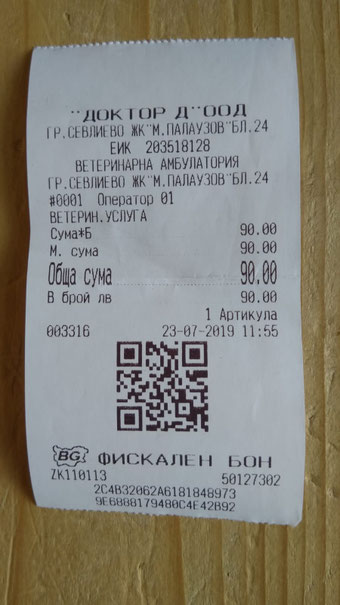 "ДОКТОР Д"ООД
ГР.СЕВЛИЕВО ЖК"М.ПАЛАУЗОВ"БЛ.24
ЕИК 203518128
ВЕТЕРИНАРНА АМБУЛАТОРИЯ
ГР.СЕВЛИЕВО ЖК"М.ПАЛАУЗОВ"БЛ.24
#0001 Оператор 01
ВЕТЕРИН.УСЛУГА
Сума*Б 90.00
М. сума 90.00
Обща сума 90.00
В брой лв 90.00
1 Артикула
003316 23-07-2019 11:55
BG ФИСКАЛЕН БОН
ZK110113 50127302
2C4B32062A6181848973
9E6888179480C4E42B92